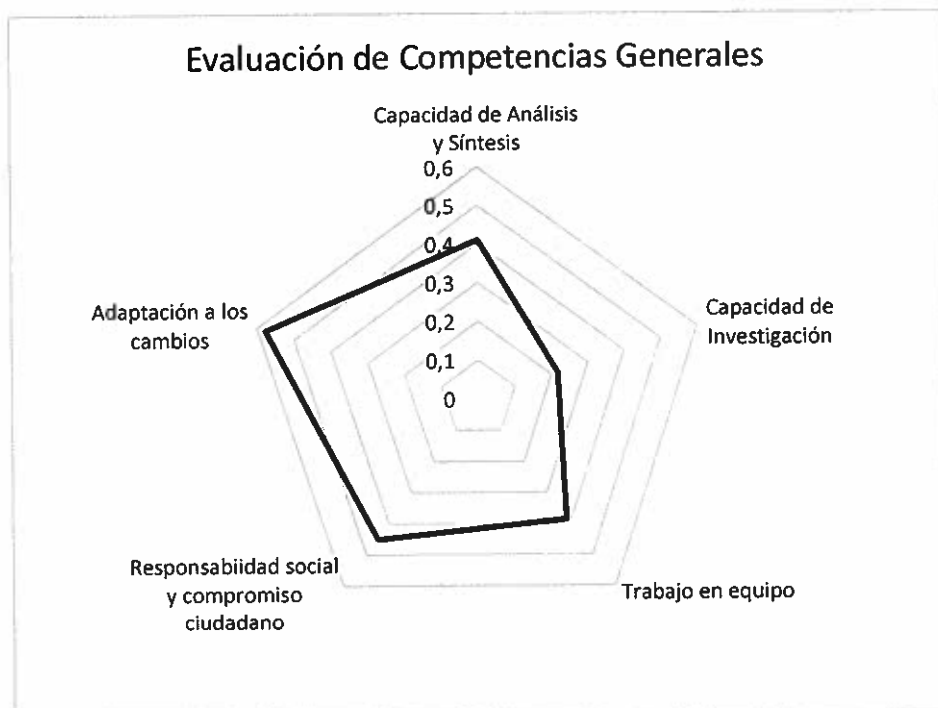 Evaluación de Competencias Generales
Capacidad de Análisis
y Síntesis
0,6
0,5
0,4
0,3
0,2
0,1
0
Capacidad de
Investigación
Trabajo en equipo
Responsabiidad social
y compromiso
ciudadano
Adaptación a los
cambios